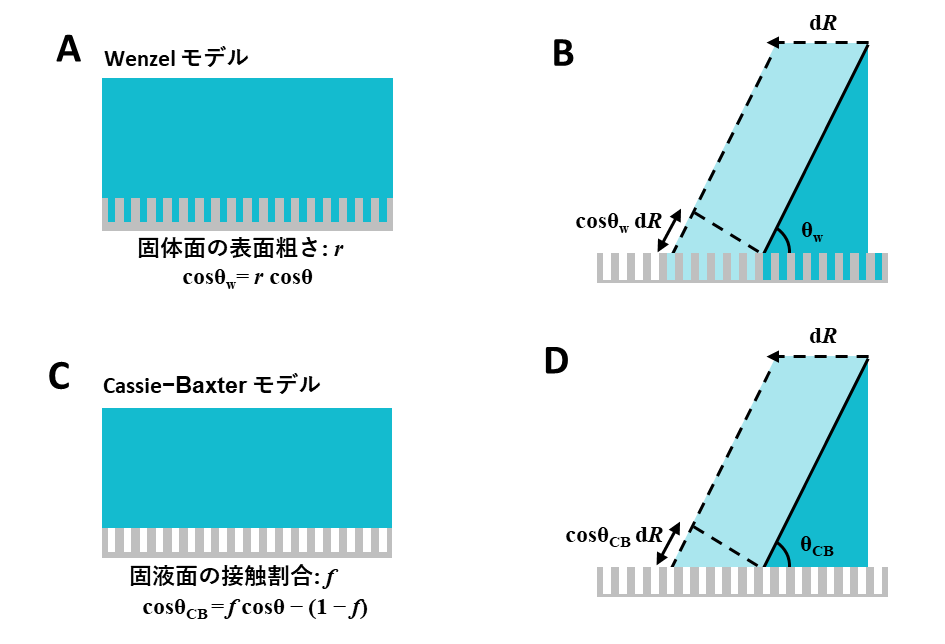 A
Wenzel モデル
固体面の表面粗さ: r
cosθw= r cosθ
B
dR
cosθw dR
θw
C
Cassie−Baxter モデル
固液面の接触割合: f
cosθCB = f cosθ − (1 − f)
D
dR
cosθCB dR
θCB